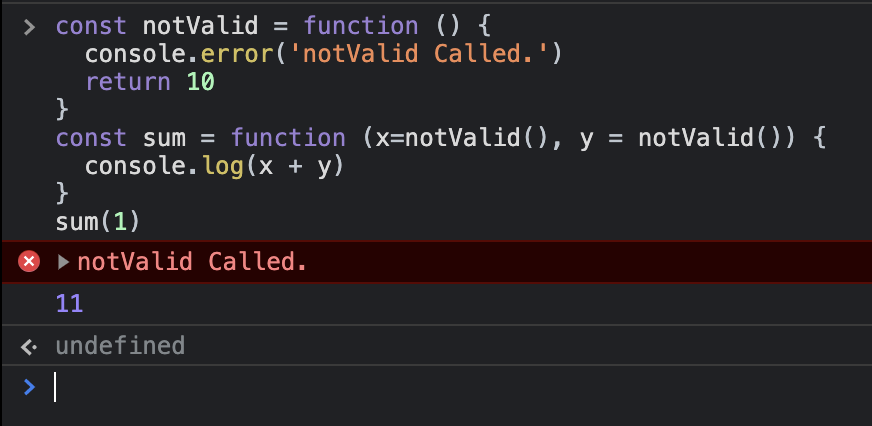 const notValid = function () {
  console.error('notValid Called.')
  return 10
}
const sum = function (x=notValid(), y = notValid()) {
  console.log(x + y)
}
sum(1)
notValid Called.
11
undefined